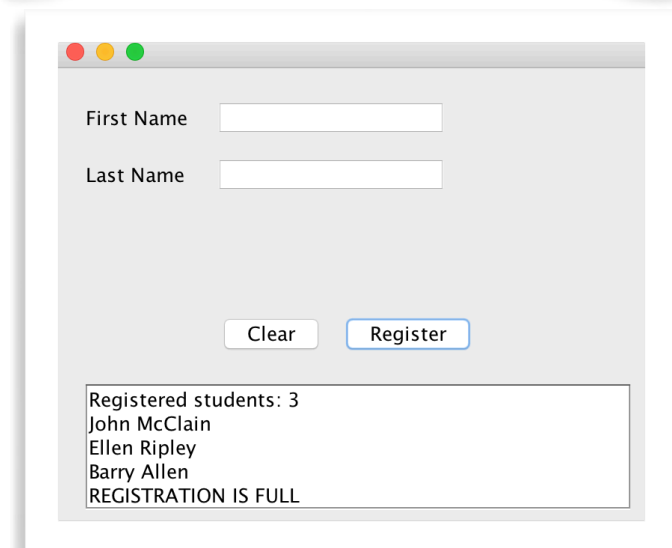 First Name
Last Name
Clear Register
Registered students: 3
John McClain
Ellen Ripley
Barry Allen
REGISTRATION IS FULL